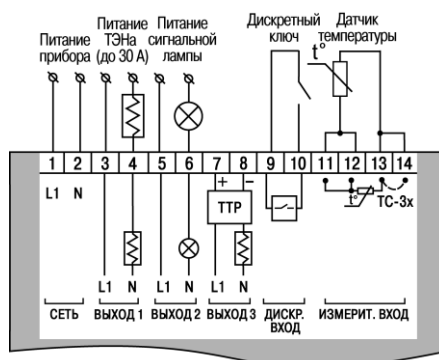 Питание прибора
Питание ТЭНа (до 30 А)
Питание сигнальной лампы
Дискретный ключ
Датчик температуры
t°
1 2 3 4 5 6 7 8 9 10 11 12 13 14
L1 N
+ −
ТТР
t°
ТС-3х
L1 N L1 N L1 N
СЕТЬ
ВЫХОД 1
ВЫХОД 2
ВЫХОД 3
ДИСКР. ВХОД
ИЗМЕРИТ. ВХОД